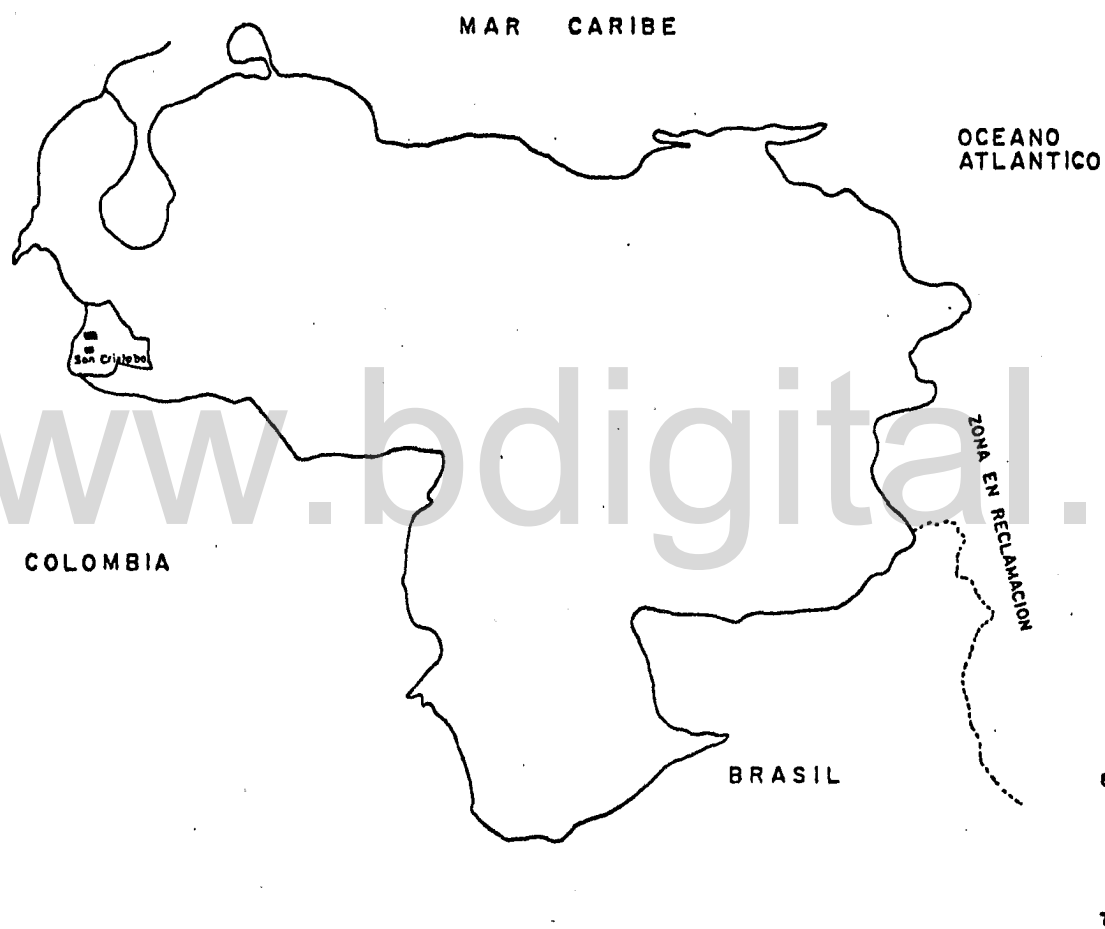 MAR CARIBE
OCEANO
ATLANTICO
San Cristobal
www.bdigital.
ZONA EN RECLAMACION
COLOMBIA
BRASIL